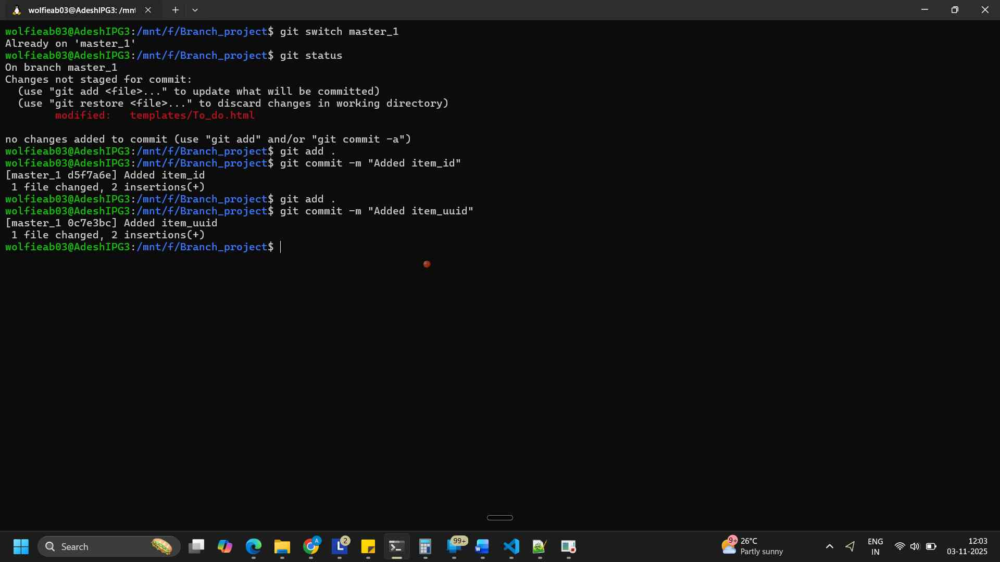 wolfieab03@AdeshIPG3: /mnt
wolfieab03@AdeshIPG3:/mnt/f/Branch_project$ git switch master_1
Already on 'master_1'
wolfieab03@AdeshIPG3:/mnt/f/Branch_project$ git status
On branch master_1
Changes not staged for commit:
  (use "git add <file>..." to update what will be committed)
  (use "git restore <file>..." to discard changes in working directory)
        modified:   templates/To_do.html
no changes added to commit (use "git add" and/or "git commit -a")
wolfieab03@AdeshIPG3:/mnt/f/Branch_project$ git add .
wolfieab03@AdeshIPG3:/mnt/f/Branch_project$ git commit -m "Added item_id"
[master_1 d5f7a6e] Added item_id
 1 file changed, 2 insertions(+)
wolfieab03@AdeshIPG3:/mnt/f/Branch_project$ git add .
wolfieab03@AdeshIPG3:/mnt/f/Branch_project$ git commit -m "Added item_uuid"
[master_1 0c7e3bc] Added item_uuid
 1 file changed, 2 insertions(+)
wolfieab03@AdeshIPG3:/mnt/f/Branch_project$
Search
A
L 2
99+
W
9+ 26°C
Partly sunny
ENG
IN
12:03
03-11-2025